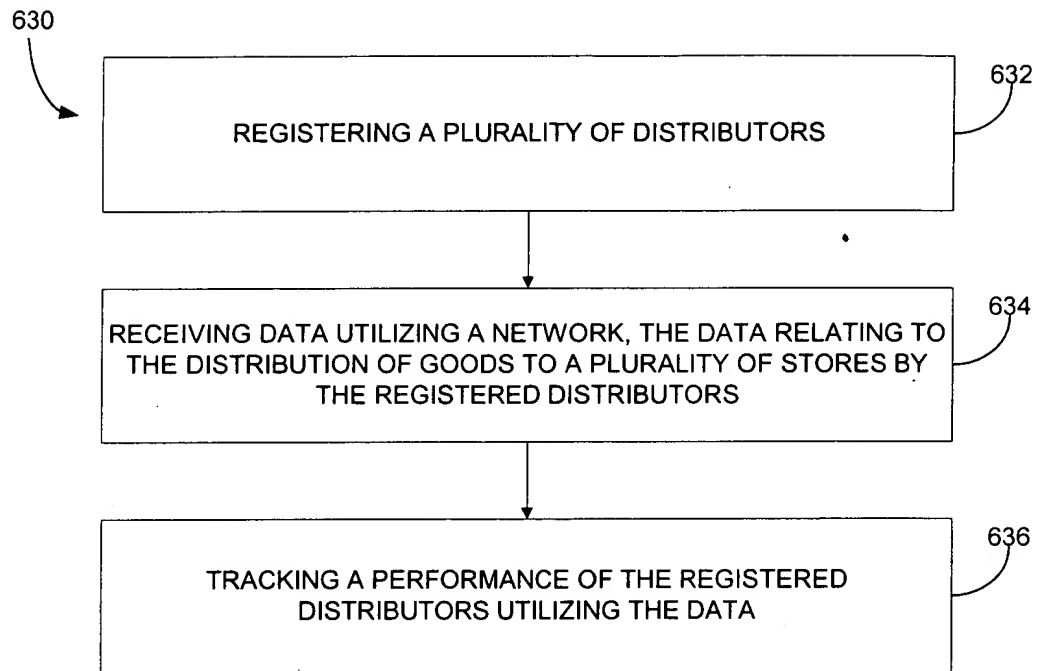 630
632
REGISTERING A PLURALITY OF DISTRIBUTORS
634
RECEIVING DATA UTILIZING A NETWORK, THE DATA RELATING TO
THE DISTRIBUTION OF GOODS TO A PLURALITY OF STORES BY
THE REGISTERED DISTRIBUTORS
636
TRACKING A PERFORMANCE OF THE REGISTERED
DISTRIBUTORS UTILIZING THE DATA